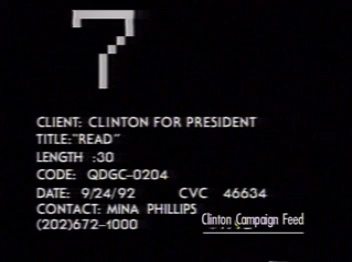 7
CLIENT: CLINTON FOR PRESIDENT
TITLE:"READ"
LENGTH :30
CODE: QDGC-0204
DATE: 9/24/92 CVC 46634
CONTACT: MINA PHILLIPS
(202)672-1000
Clinton Campaign Feed